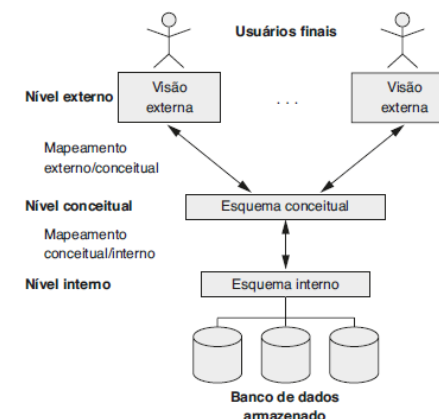 Usuários finais
Nível externo
Visão
externa
. . .
Visão
externa
Mapeamento
externo/conceitual
Nível conceitual
Esquema conceitual
Mapeamento
conceitual/interno
Nível interno
Esquema interno
Banco de dados
armazenado